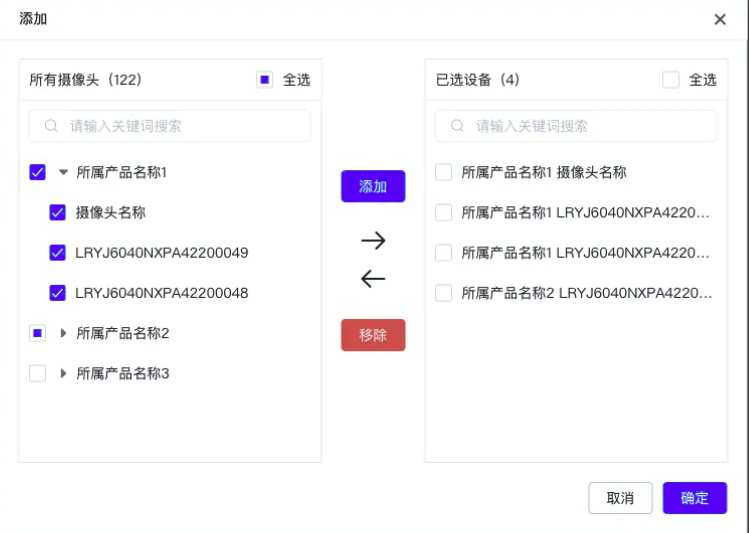 添加
所有摄像头（122） 全选
请输入关键词搜索
所属产品名称1
摄像头名称
LRYJ6040NXPA42200049
LRYJ6040NXPA42200048
所属产品名称2
所属产品名称3
添加
移除
已选设备（4） 全选
请输入关键词搜索
所属产品名称1 摄像头名称
所属产品名称1 LRYJ6040NXPA4220...
所属产品名称1 LRYJ6040NXPA4220...
所属产品名称2 LRYJ6040NXPA4220...
取消 确定